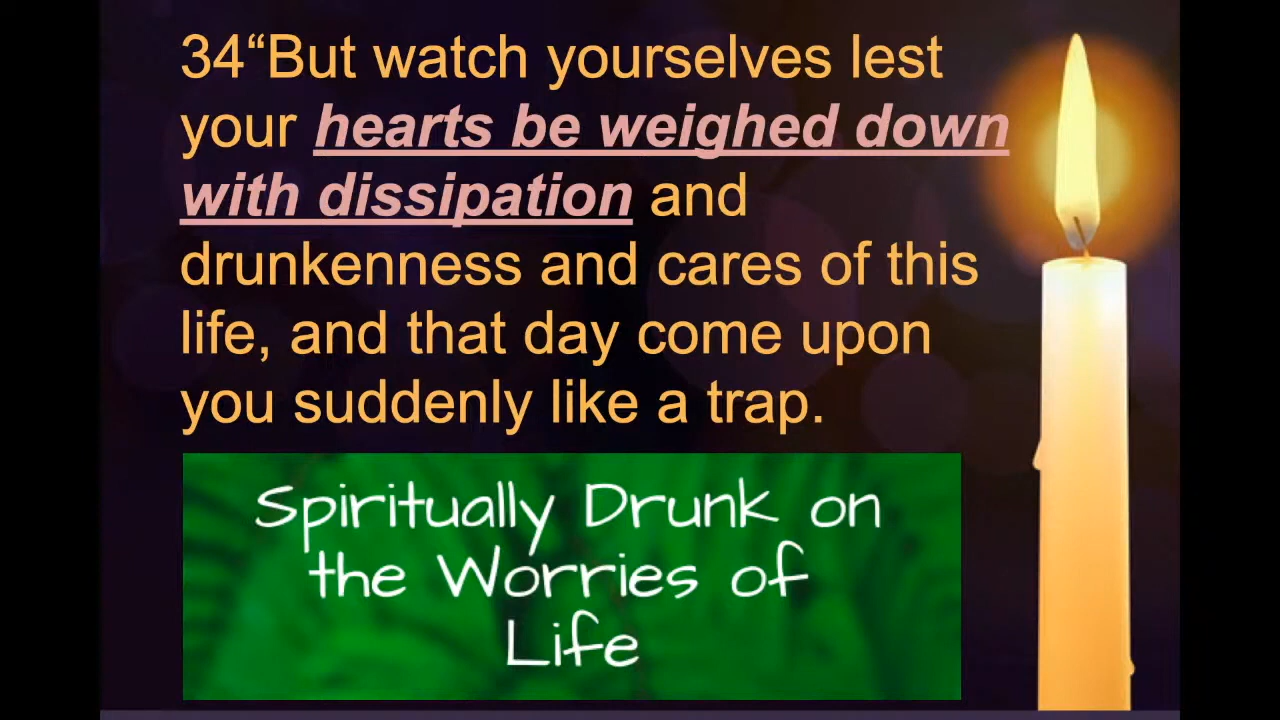 34“But watch yourselves lest
your hearts be weighed down
with dissipation and
drunkenness and cares of this
life, and that day come upon
you suddenly like a trap.
Spiritually Drunk on
the Worries of
Life